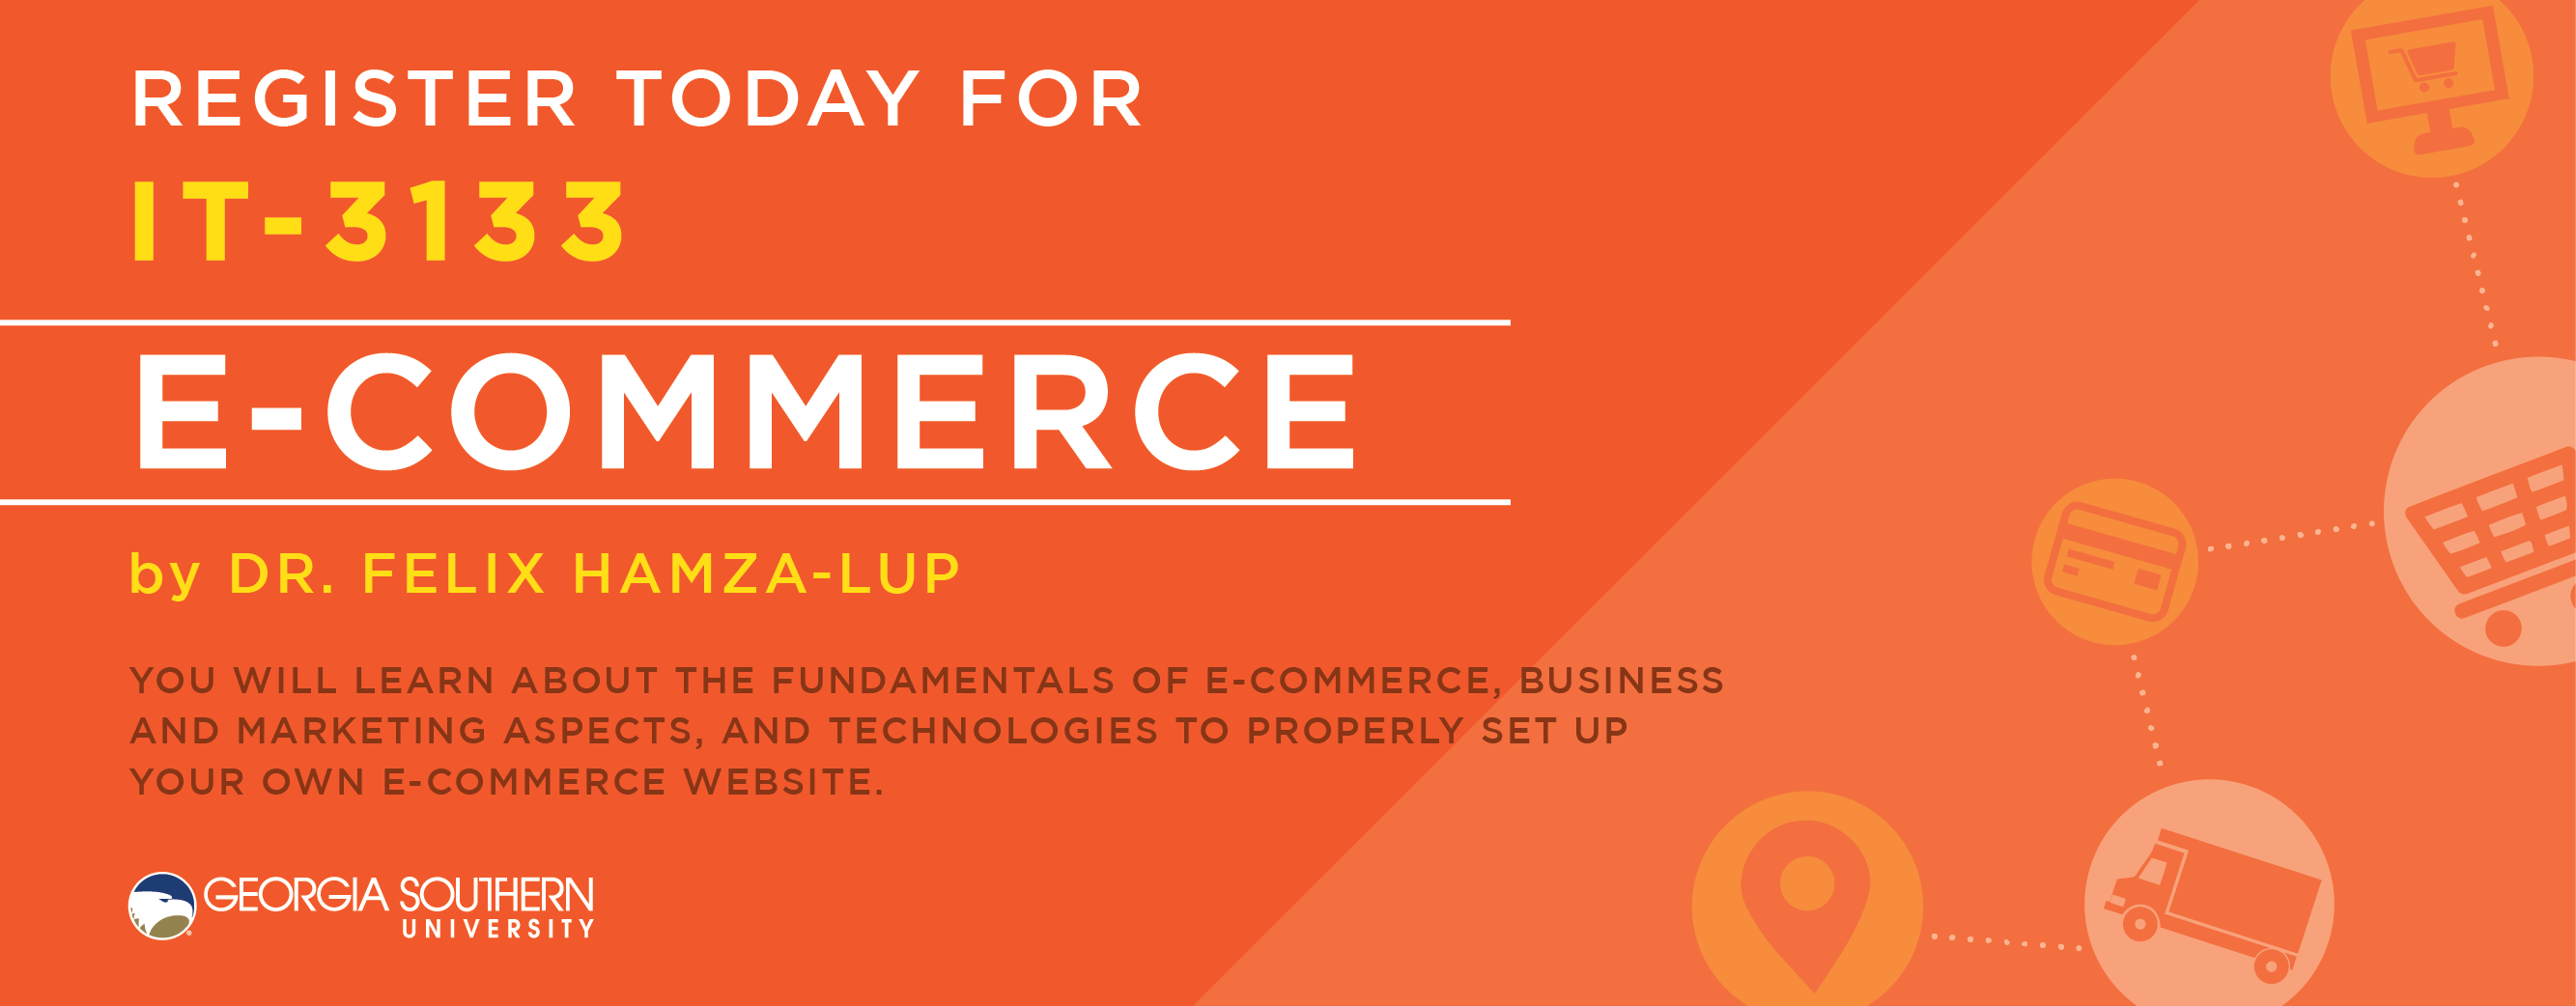 REGISTER TODAY FOR
IT-3133
E-COMMERCE
by DR. FELIX HAMZA-LUP
YOU WILL LEARN ABOUT THE FUNDAMENTALS OF E-COMMERCE, BUSINESS
AND MARKETING ASPECTS, AND TECHNOLOGIES TO PROPERLY SET UP
YOUR OWN E-COMMERCE WEBSITE.
GEORGIA SOUTHERN
UNIVERSITY